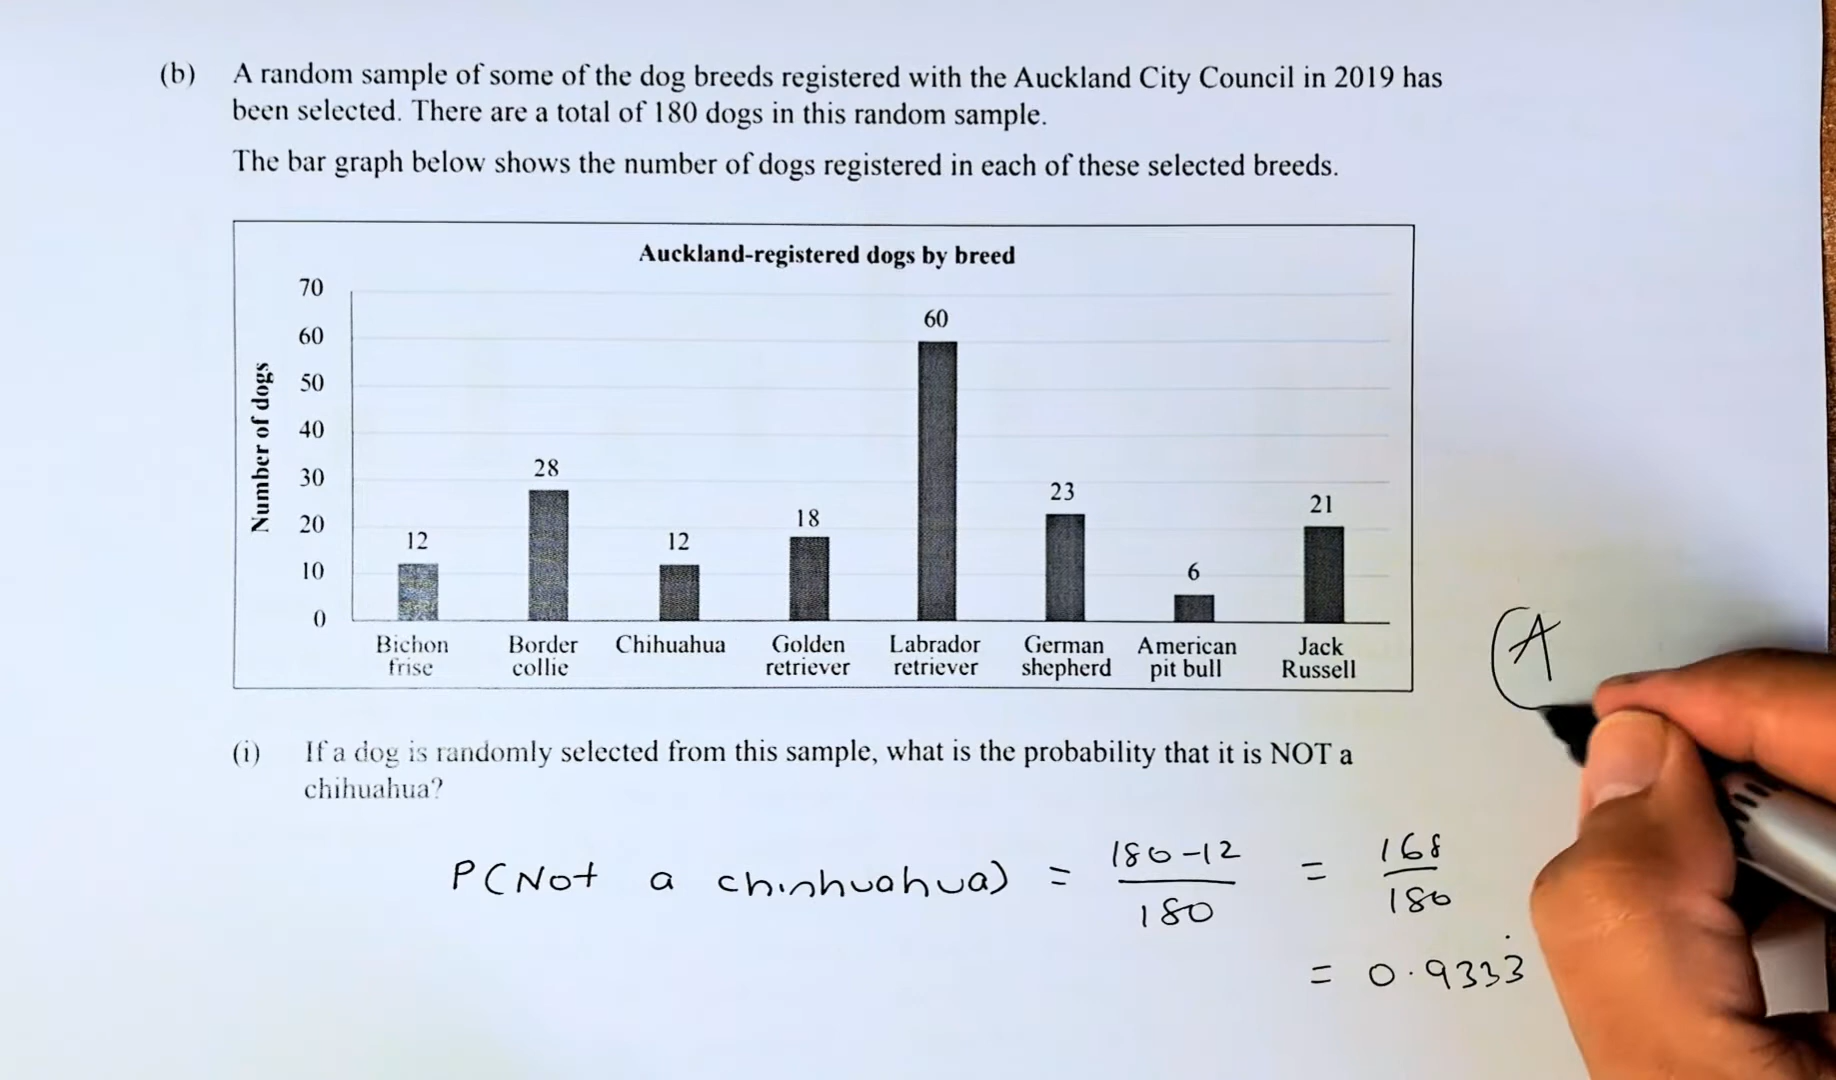 (b) A random sample of some of the dog breeds registered with the Auckland City Council in 2019 has
been selected. There are a total of 180 dogs in this random sample.
The bar graph below shows the number of dogs registered in each of these selected breeds.
Auckland-registered dogs by breed
Number of dogs
70
60
50
40
30
20
10
0
12
28
12
18
60
23
6
21
Bichon frise
Border collie
Chihuahua
Golden retriever
Labrador retriever
German shepherd
American pit bull
Jack Russell
A
(i) If a dog is randomly selected from this sample, what is the probability that it is NOT a
chihuahua?
P(Not a chinhuahua) = 180-12 / 180 = 168 / 180
= 0.933̇